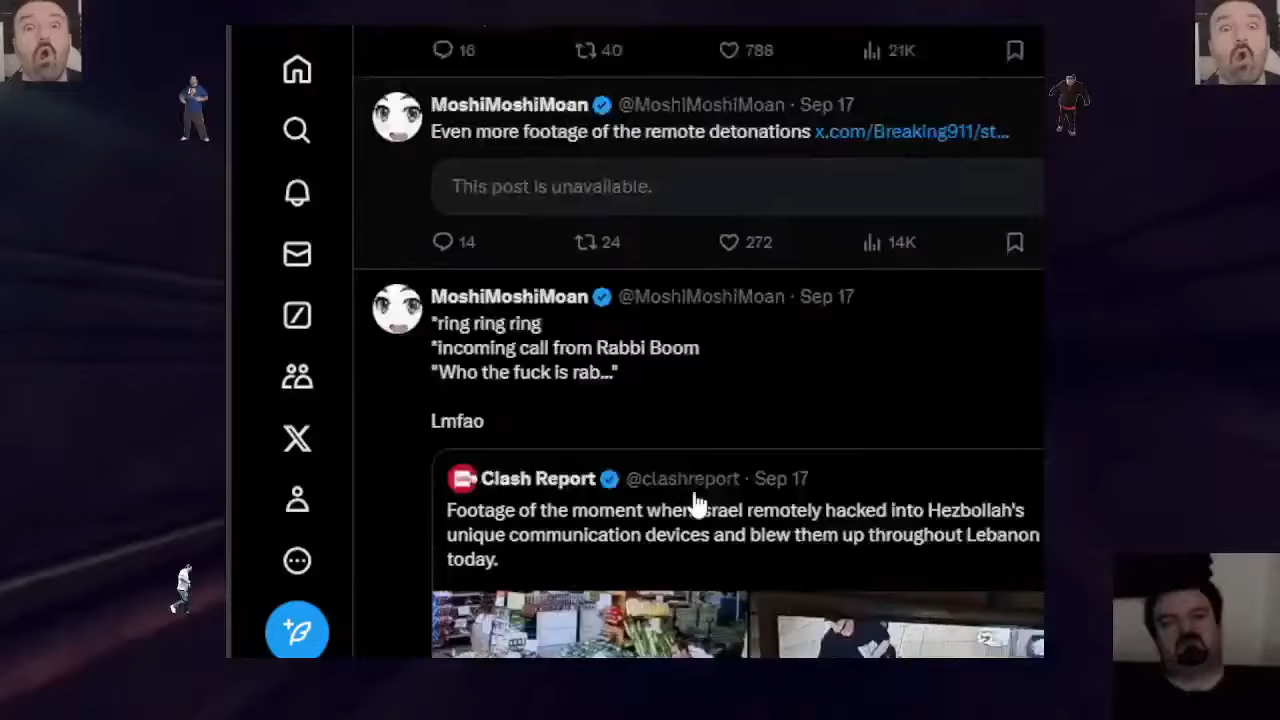 16 40 788 21K
MoshiMoshiMoan @MoshiMoshiMoan · Sep 17
Even more footage of the remote detonations x.com/Breaking911/st...
This post is unavailable.
14 24 272 14K
MoshiMoshiMoan @MoshiMoshiMoan · Sep 17
*ring ring ring
*incoming call from Rabbi Boom
"Who the fuck is rab..."
Lmfao
Clash Report @clashreport · Sep 17
Footage of the moment when Israel remotely hacked into Hezbollah's
unique communication devices and blew them up throughout Lebanon
today.